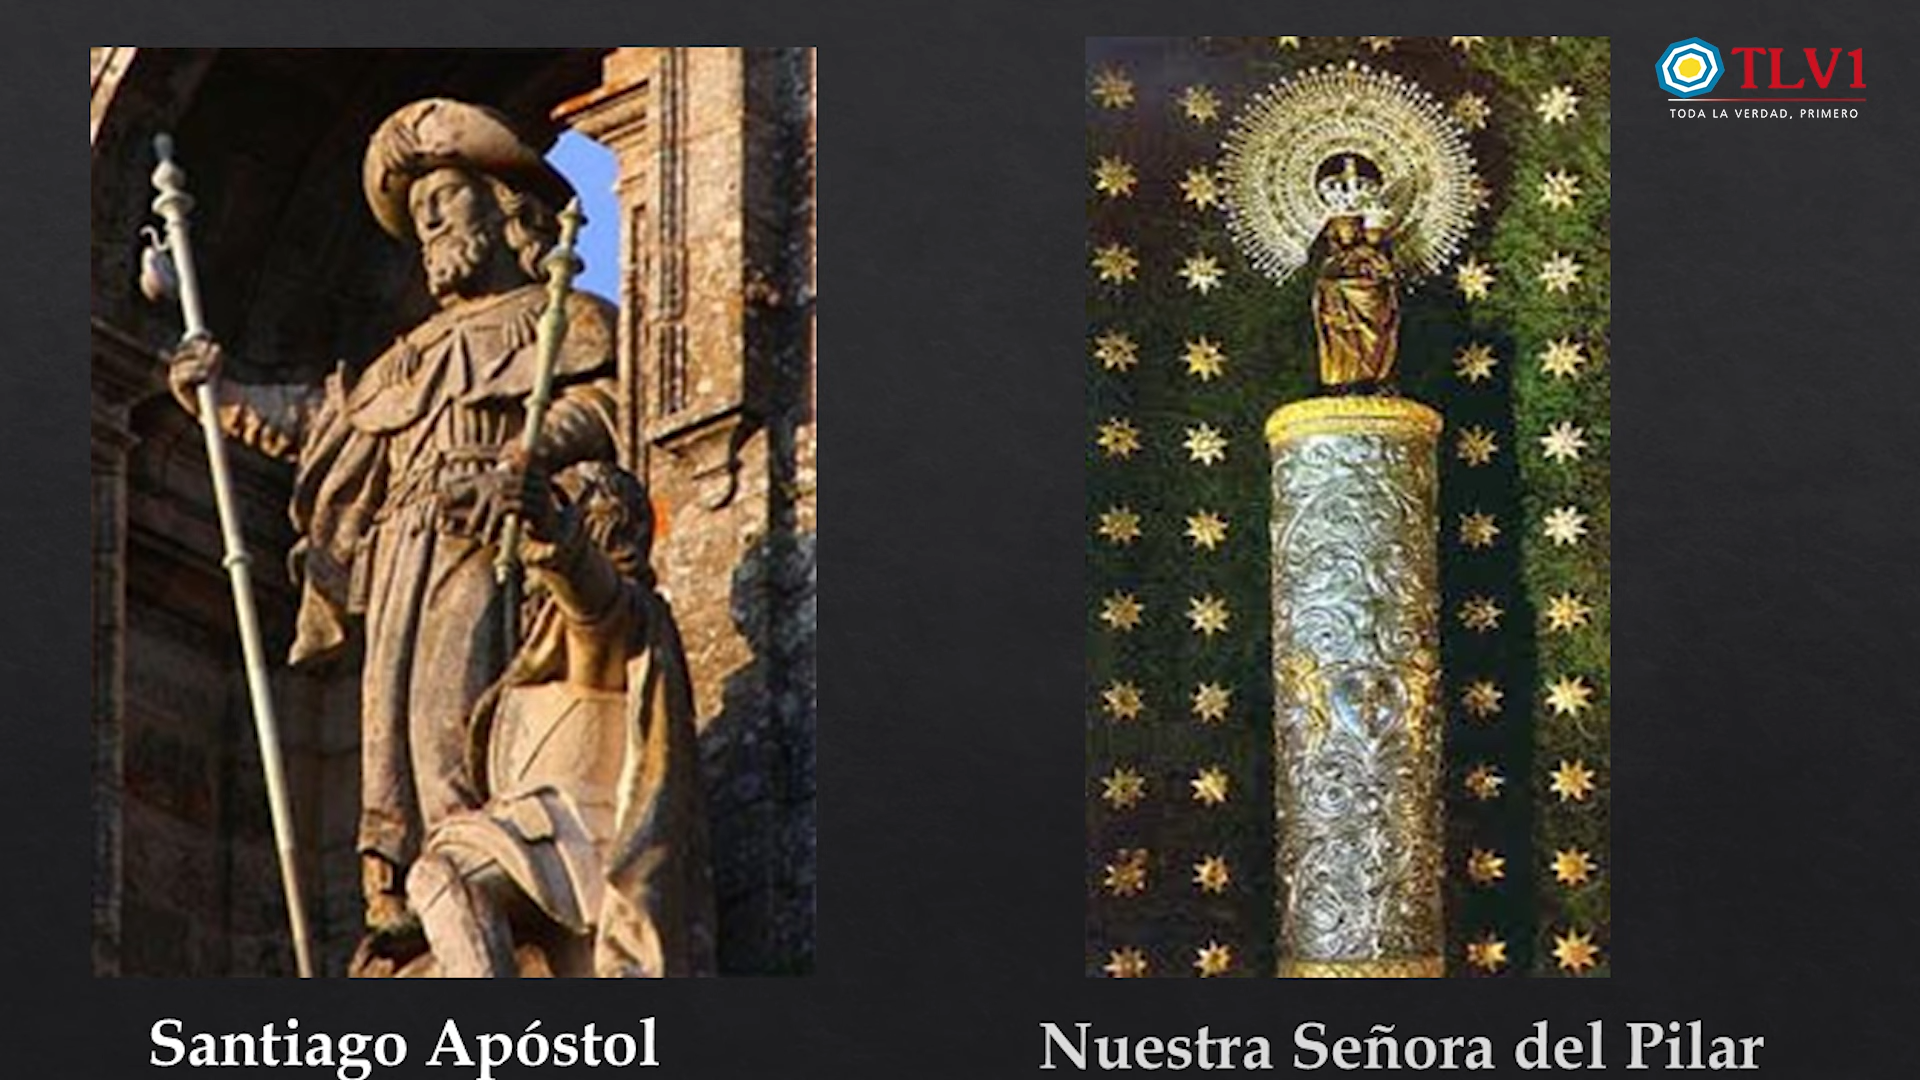 TLV1
TODA LA VERDAD, PRIMERO
Santiago Apóstol
Nuestra Señora del Pilar